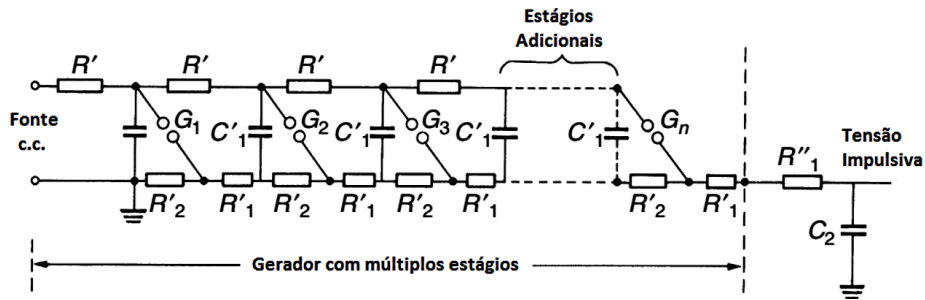 Estágios
Adicionais
R' R' R' R'
Fonte
c.c.
G1 C'1 G2 C'1 G3 C'1 C'1 Gn
Tensão
Impulsiva
R''1
R'2 R'1 R'2 R'1 R'2 R'1 R'2 R'1
C2
Gerador com múltiplos estágios